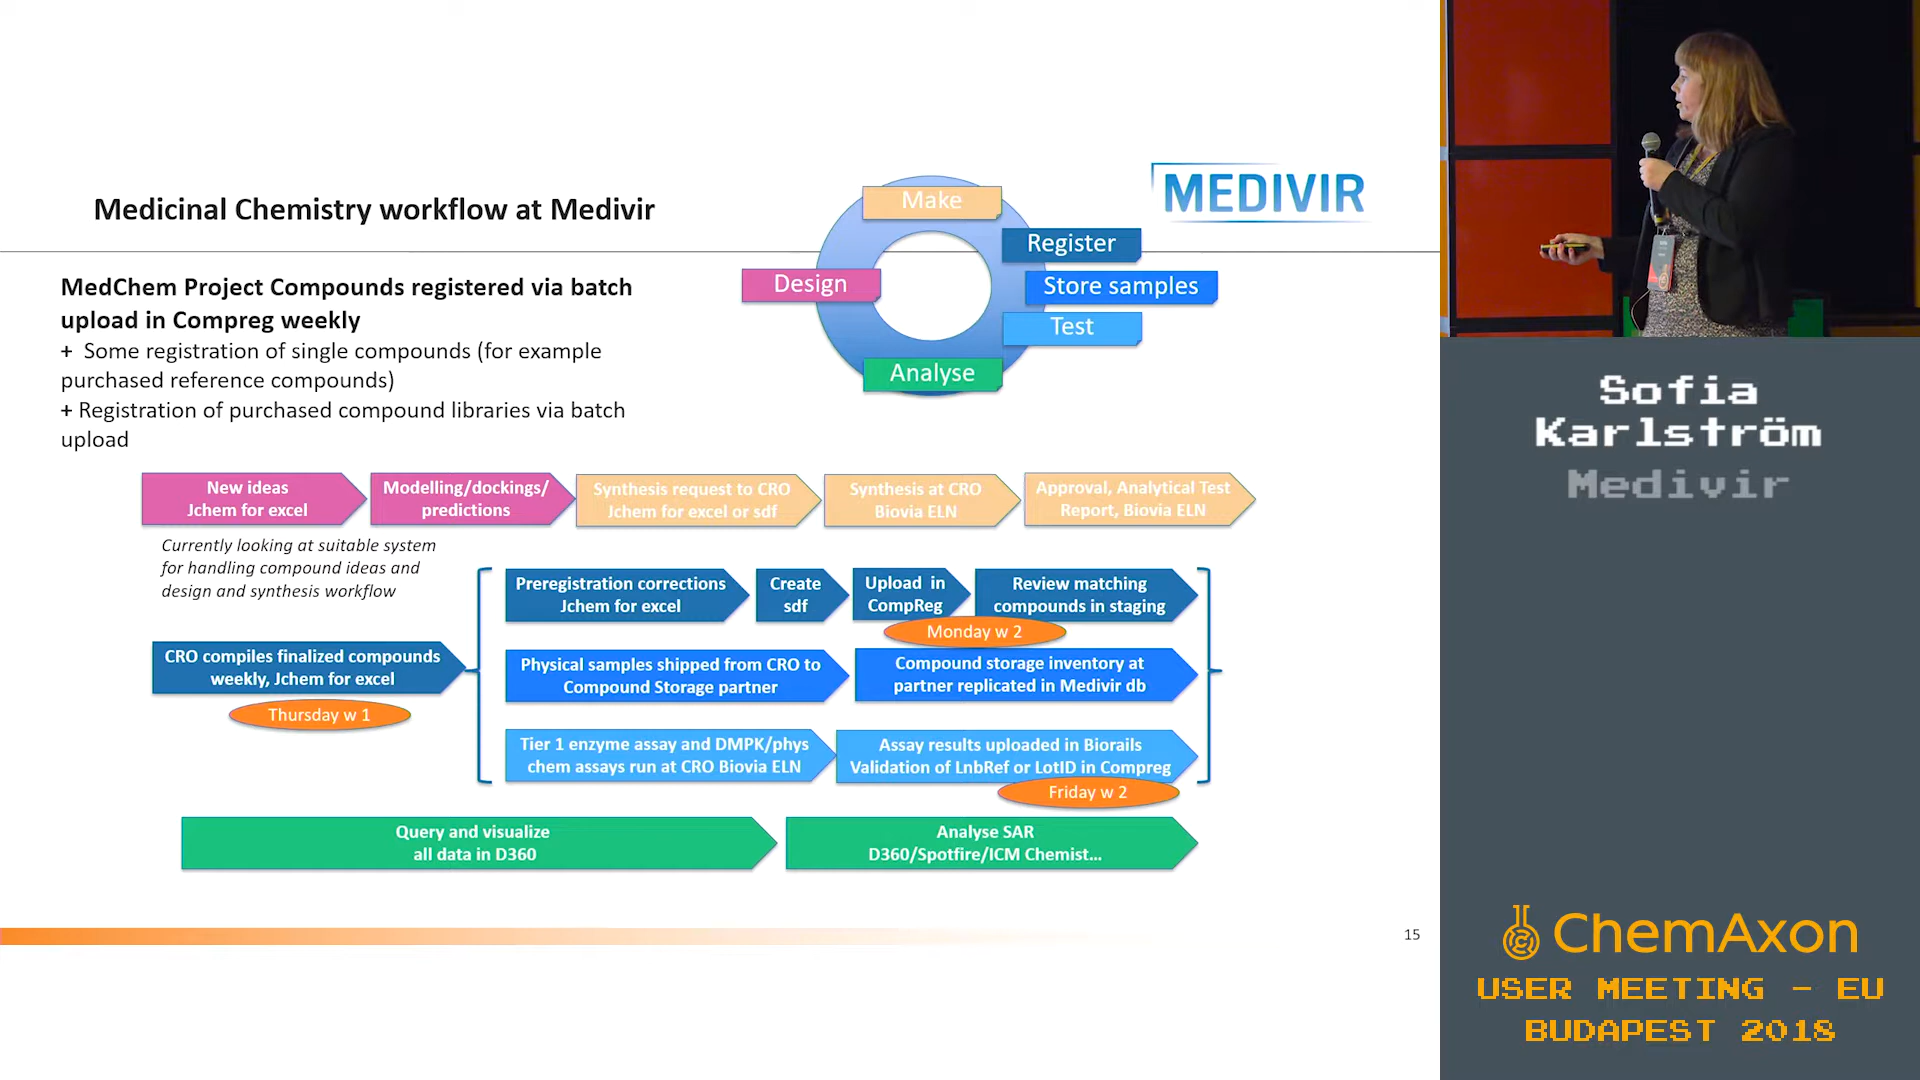 Medicinal Chemistry workflow at Medivir
MEDIVIR
Make
Register
Design
Store samples
Test
Analyse
MedChem Project Compounds registered via batch
upload in Compreg weekly
+ Some registration of single compounds (for example
purchased reference compounds)
+ Registration of purchased compound libraries via batch
upload
New ideas
Jchem for excel
Modelling/dockings/
predictions
Synthesis request to CRO
Jchem for excel or sdf
Synthesis at CRO
Biovia ELN
Approval, Analytical Test
Report, Biovia ELN
Currently looking at suitable system
for handling compound ideas and
design and synthesis workflow
CRO compiles finalized compounds
weekly, Jchem for excel
Thursday w 1
Preregistration corrections
Jchem for excel
Create
sdf
Upload in
CompReg
Review matching
compounds in staging
Monday w 2
Physical samples shipped from CRO to
Compound Storage partner
Compound storage inventory at
partner replicated in Medivir db
Tier 1 enzyme assay and DMPK/phys
chem assays run at CRO Biovia ELN
Assay results uploaded in Biorails
Validation of LnbRef or LotID in Compreg
Friday w 2
Query and visualize
all data in D360
Analyse SAR
D360/Spotfire/ICM Chemist...
15
Sofia
Karlström
Medivir
ChemAxon
USER MEETING - EU
BUDAPEST 2018